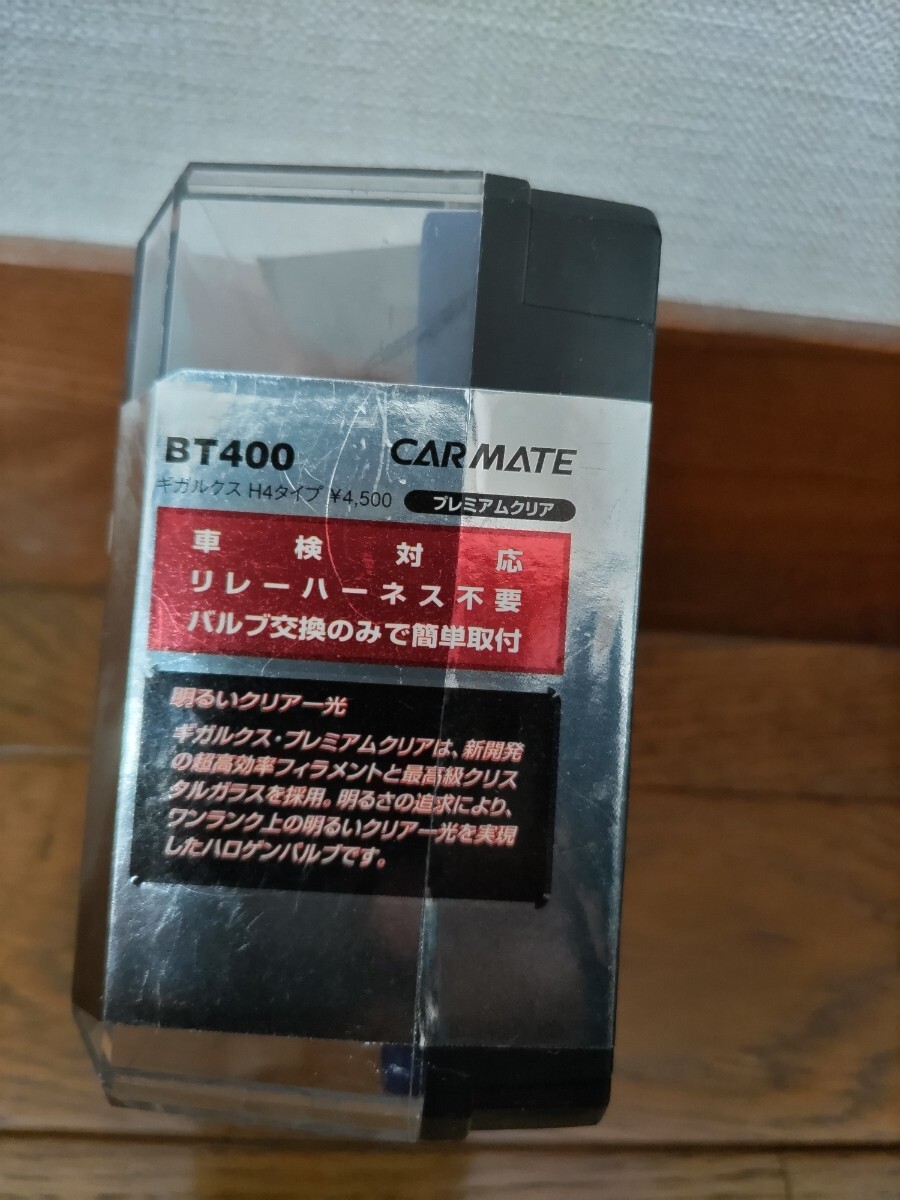 BT400
CARMATE
ギガルクス H4タイプ ¥4,500
プレミアムクリア
車検対応
リレーハーネス不要
バルブ交換のみで簡単取付
明るいクリアー光
ギガルクス・プレミアムクリアは、新開発
の超高効率フィラメントと最高級クリス
タルガラスを採用。明るさの追求により、
ワンランク上の明るいクリアー光を実現
したハロゲンバルブです。